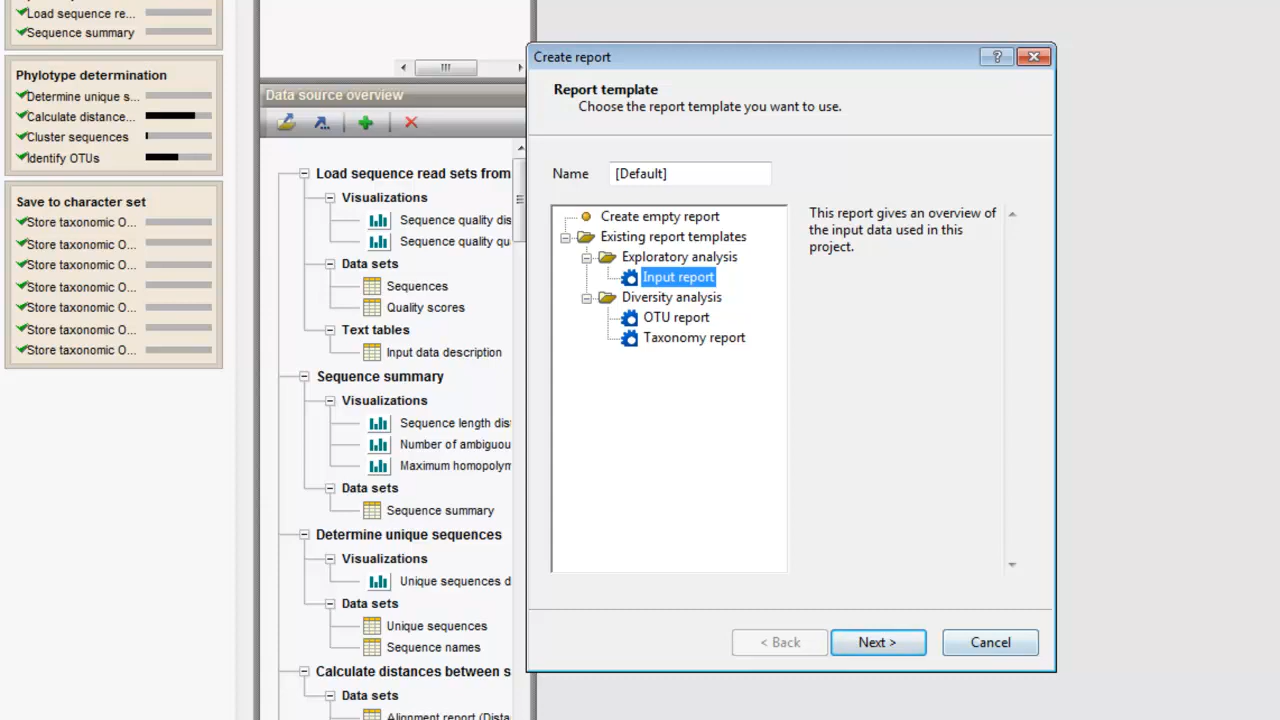 Load sequence re...
Sequence summary
Phylotype determination
Determine unique s...
Calculate distance...
Cluster sequences
Identify OTUs
Save to character set
Store taxonomic O...
Store taxonomic O...
Store taxonomic O...
Store taxonomic O...
Store taxonomic O...
Store taxonomic O...
Store taxonomic O...
Data source overview
Load sequence read sets from
Visualizations
Sequence quality dis
Sequence quality qu
Data sets
Sequences
Quality scores
Text tables
Input data description
Sequence summary
Visualizations
Sequence length dis
Number of ambiguou
Maximum homopolym
Data sets
Sequence summary
Determine unique sequences
Visualizations
Unique sequences d
Data sets
Unique sequences
Sequence names
Calculate distances between s
Data sets
Alignment report (Dista
Create report
Report template
Choose the report template you want to use.
Name [Default]
Create empty report
Existing report templates
Exploratory analysis
Input report
Diversity analysis
OTU report
Taxonomy report
This report gives an overview of
the input data used in this
project.
< Back Next > Cancel